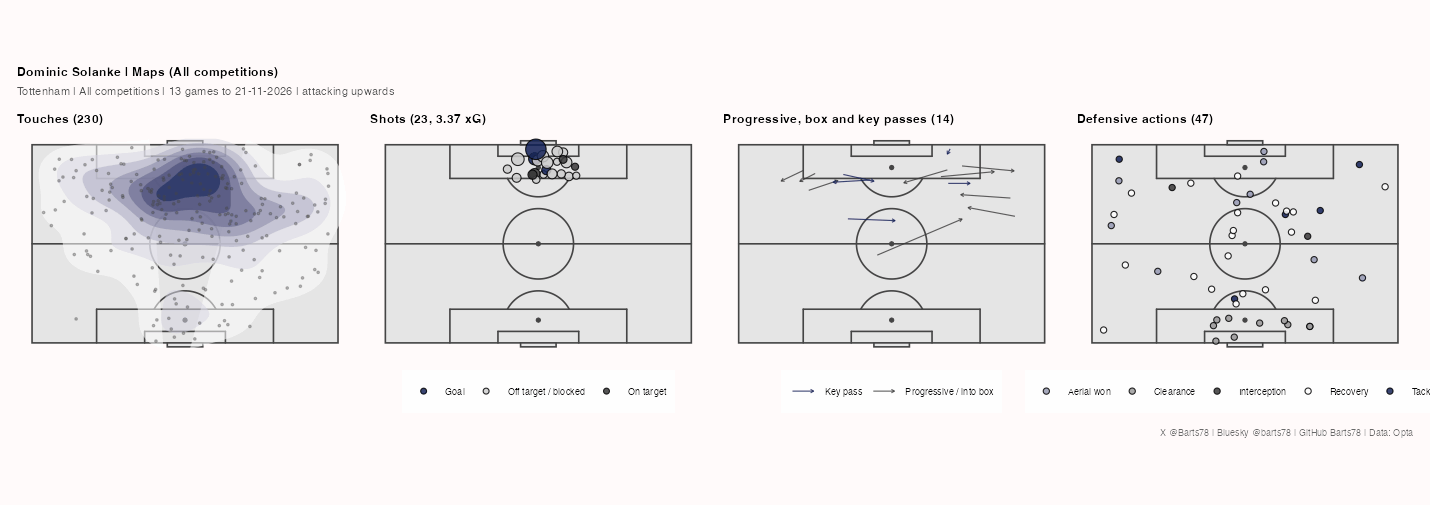 Dominic Solanke | Maps (All competitions)
Tottenham | All competitions | 13 games to 21-11-2026 | attacking upwards
Touches (230)
Shots (23, 3.37 xG)
Progressive, box and key passes (14)
Defensive actions (47)
Goal
Off target / blocked
On target
Key pass
Progressive / into box
Aerial won
Clearance
Interception
Recovery
Tack
X @Barts78 | Bluesky @barts78 | GitHub Barts78 | Data: Opta